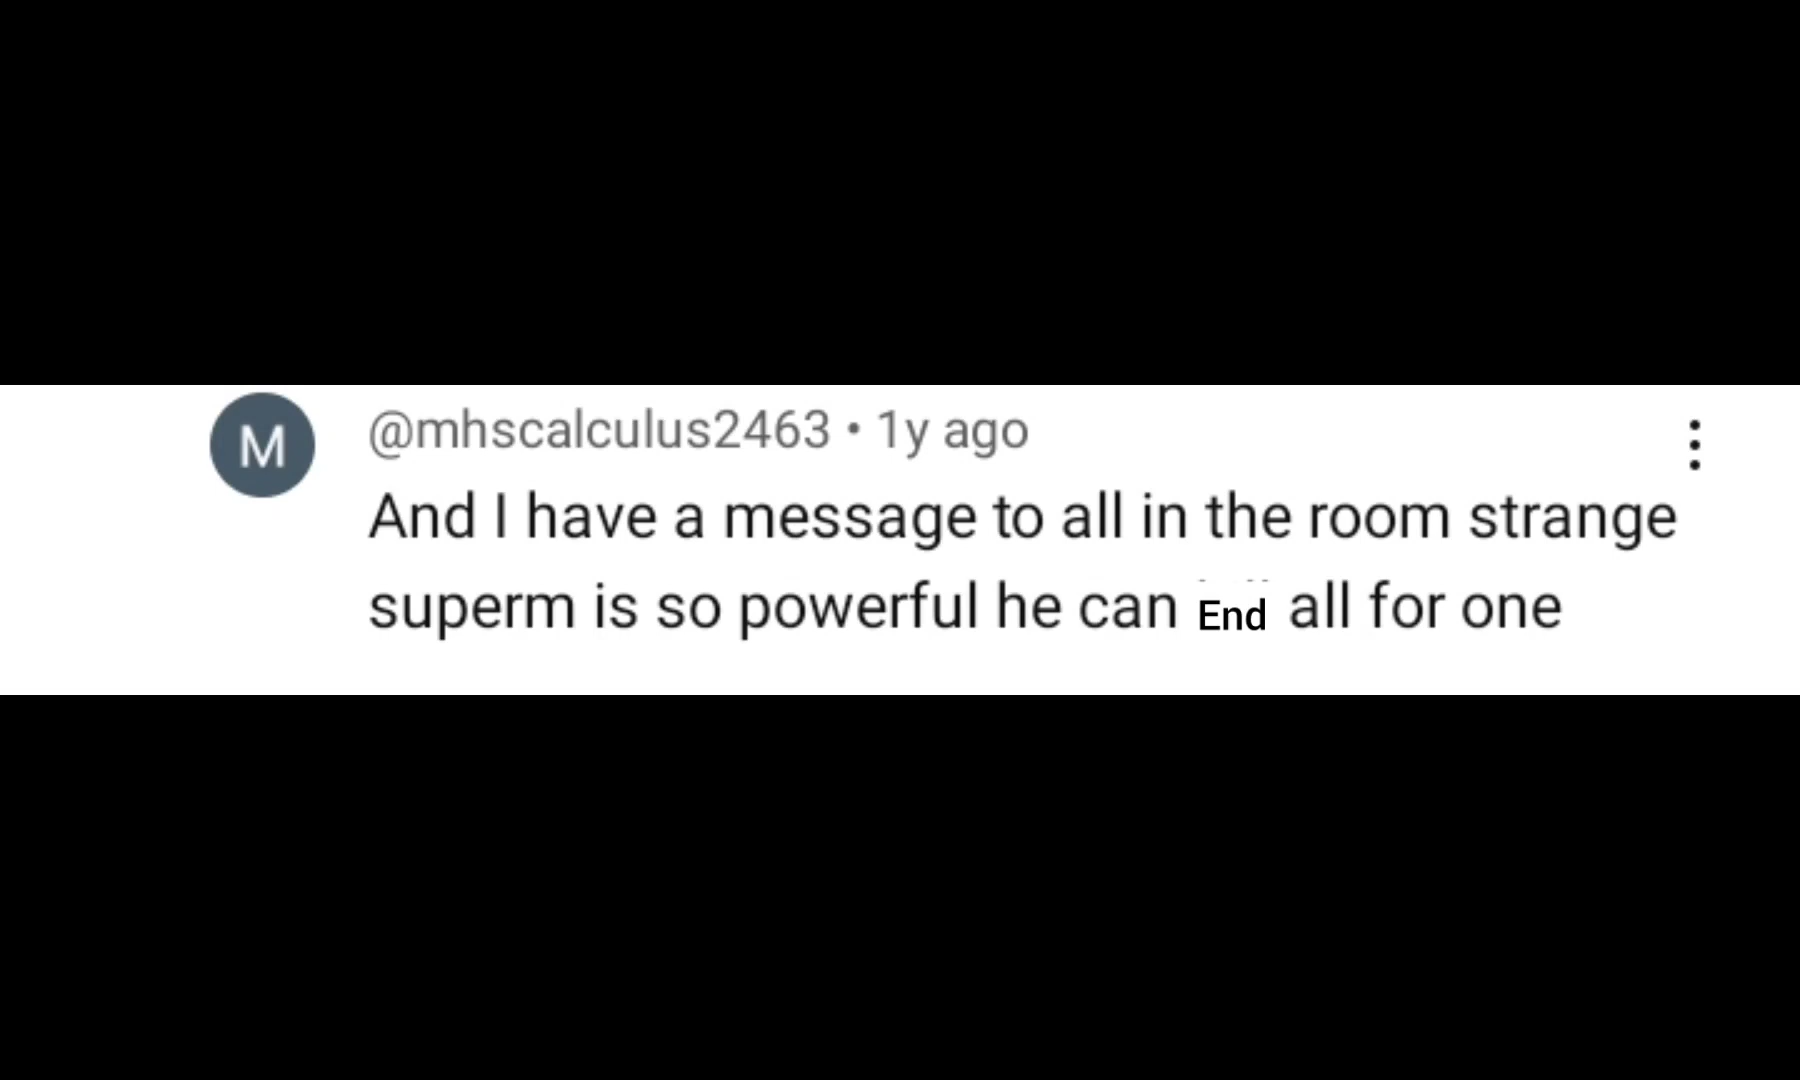 M
@mhscalculus2463 • 1y ago
And I have a message to all in the room strange
superm is so powerful he can End all for one